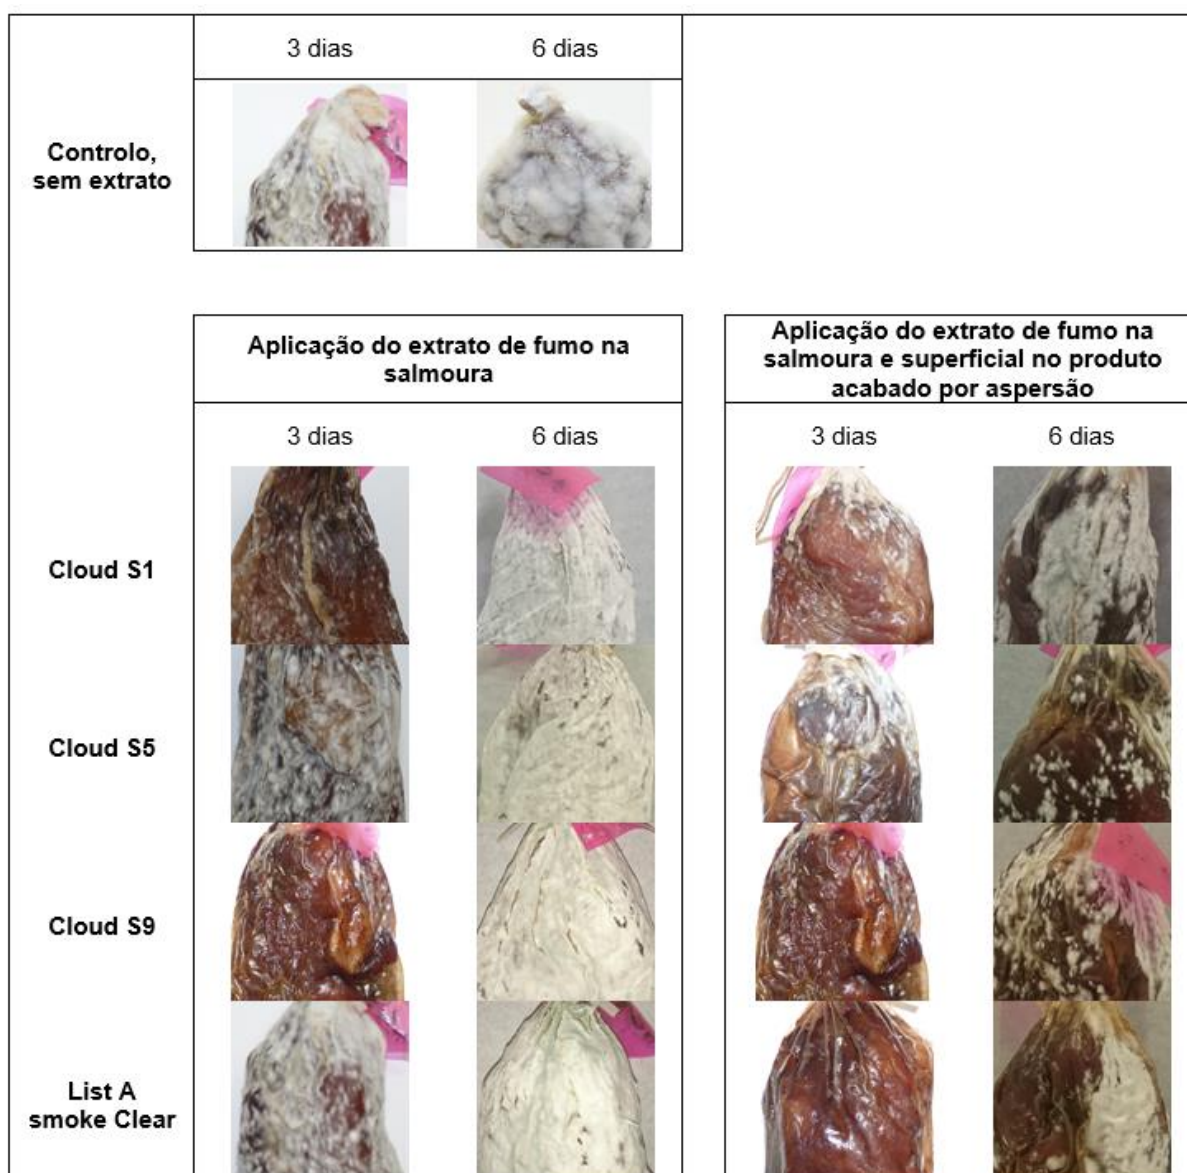 3 dias
6 dias
Controlo,
sem extrato
Aplicação do extrato de fumo na
salmoura
Aplicação do extrato de fumo na
salmoura e superficial no produto
acabado por aspersão
3 dias
6 dias
3 dias
6 dias
Cloud S1
Cloud S5
Cloud S9
List A
smoke Clear